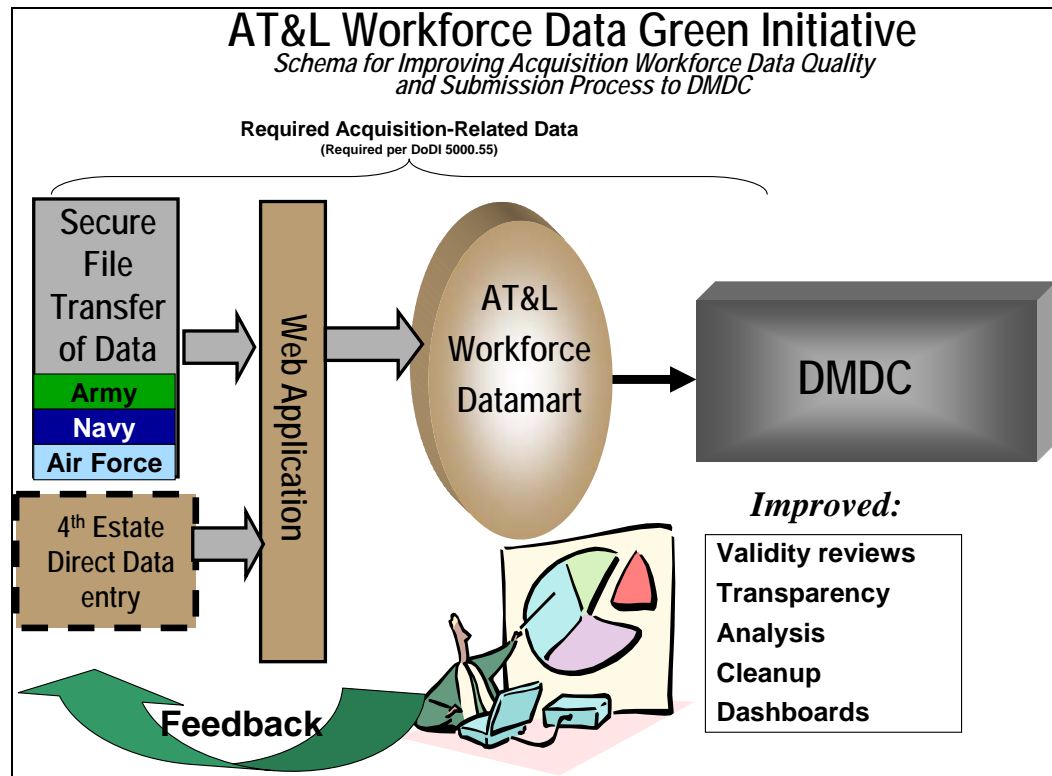 AT&L Workforce Data Green Initiative
Schema for Improving Acquisition Workforce Data Quality
and Submission Process to DMDC
Required Acquisition-Related Data
(Required per DoDI 5000.55)
Secure
File
Transfer
of Data
Army
Navy
Air Force
4th Estate
Direct Data
entry
Web Application
AT&L
Workforce
Datamart
DMDC
Improved:
Validity reviews
Transparency
Analysis
Cleanup
Dashboards
Feedback